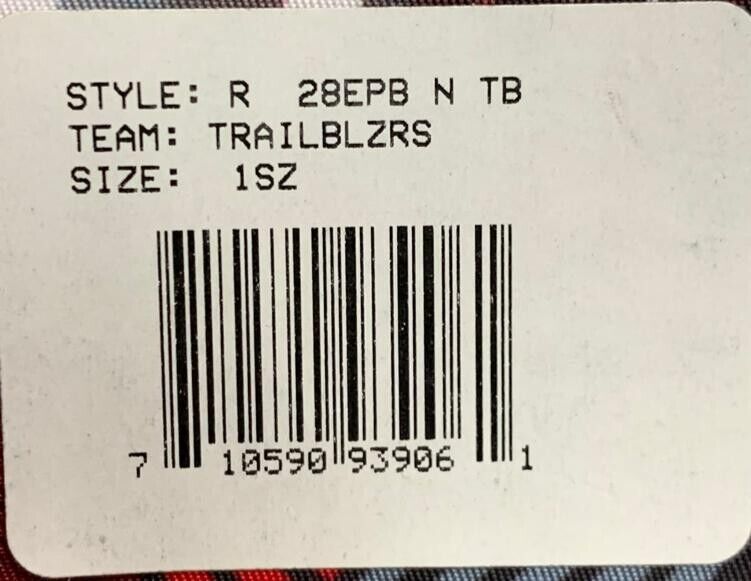 STYLE: R 28EPB N TB
TEAM: TRAILBLZRS
SIZE: 1SZ
7 10590 93906 1